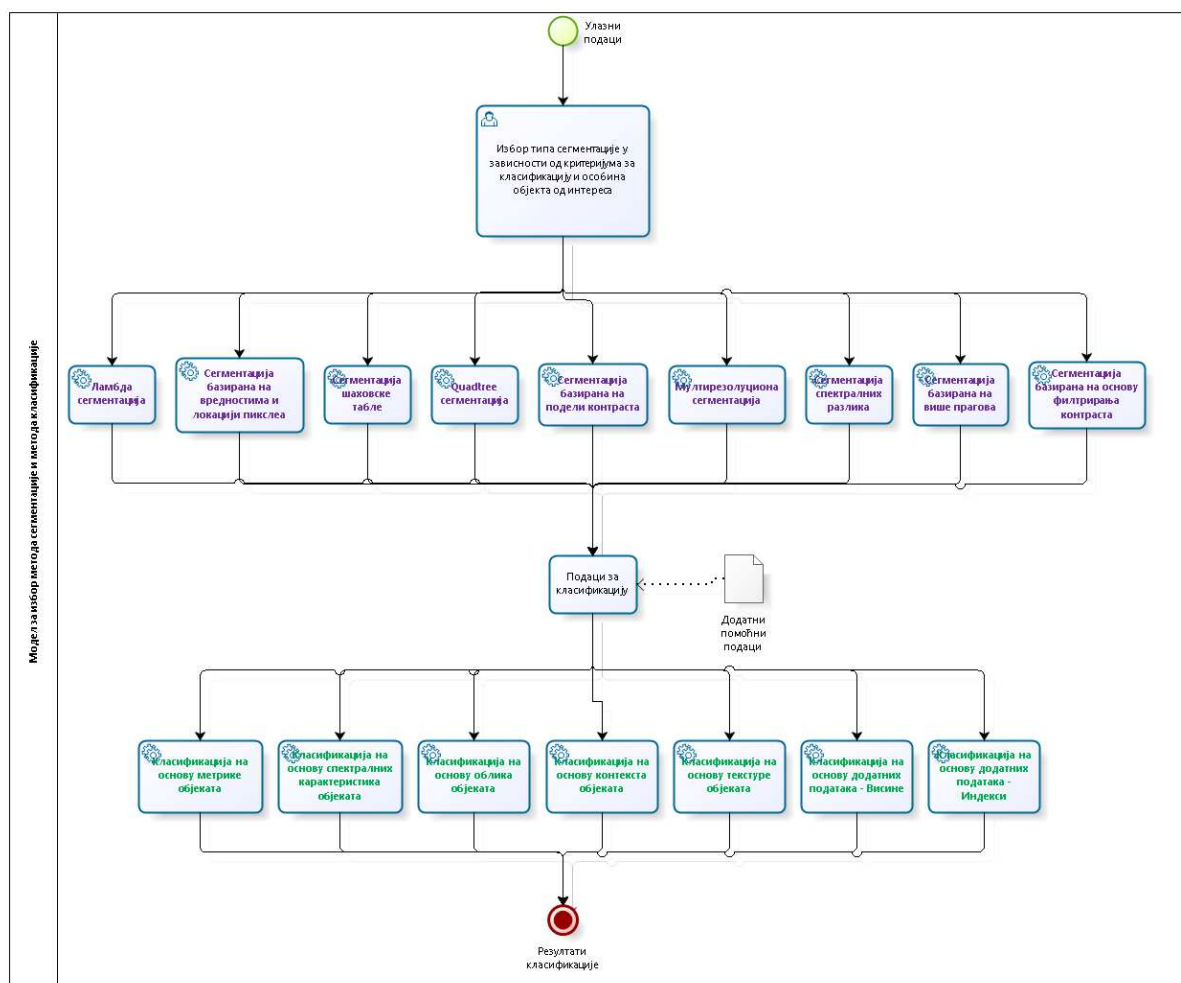 Модел за избор метода сегментације и метода класификације
Улазни
подаци
Избор типа сегментације у
зависности од критеријума за
класификацију и особина
објекта од интереса
Ламбда
сегментација
Сегментација
базирана на
вредностима и
локацији пикслеа
Сегментација
шаховске
табле
Quadtree
сегментација
Сегментација
базирана на
подели контраста
Мултирезолуциона
сегментација
Сегментација
спектралних
разлика
Сегментација
базирана на
више прагова
Сегментација
базирана на основу
филтрирања
контраста
Подаци за
класификацију
Додатни
помоћни
подаци
Класификација на
основу метрике
објеката
Класификација на
основу спектралних
карактеристика
објеката
Класификација на
основу облика
објеката
Класификација на
основу контекста
објеката
Класификација на
основу текстуре
објеката
Класификација на
основу додатних
података - Висине
Класификација на
основу додатних
података -
Индекси
Резултати
класификације